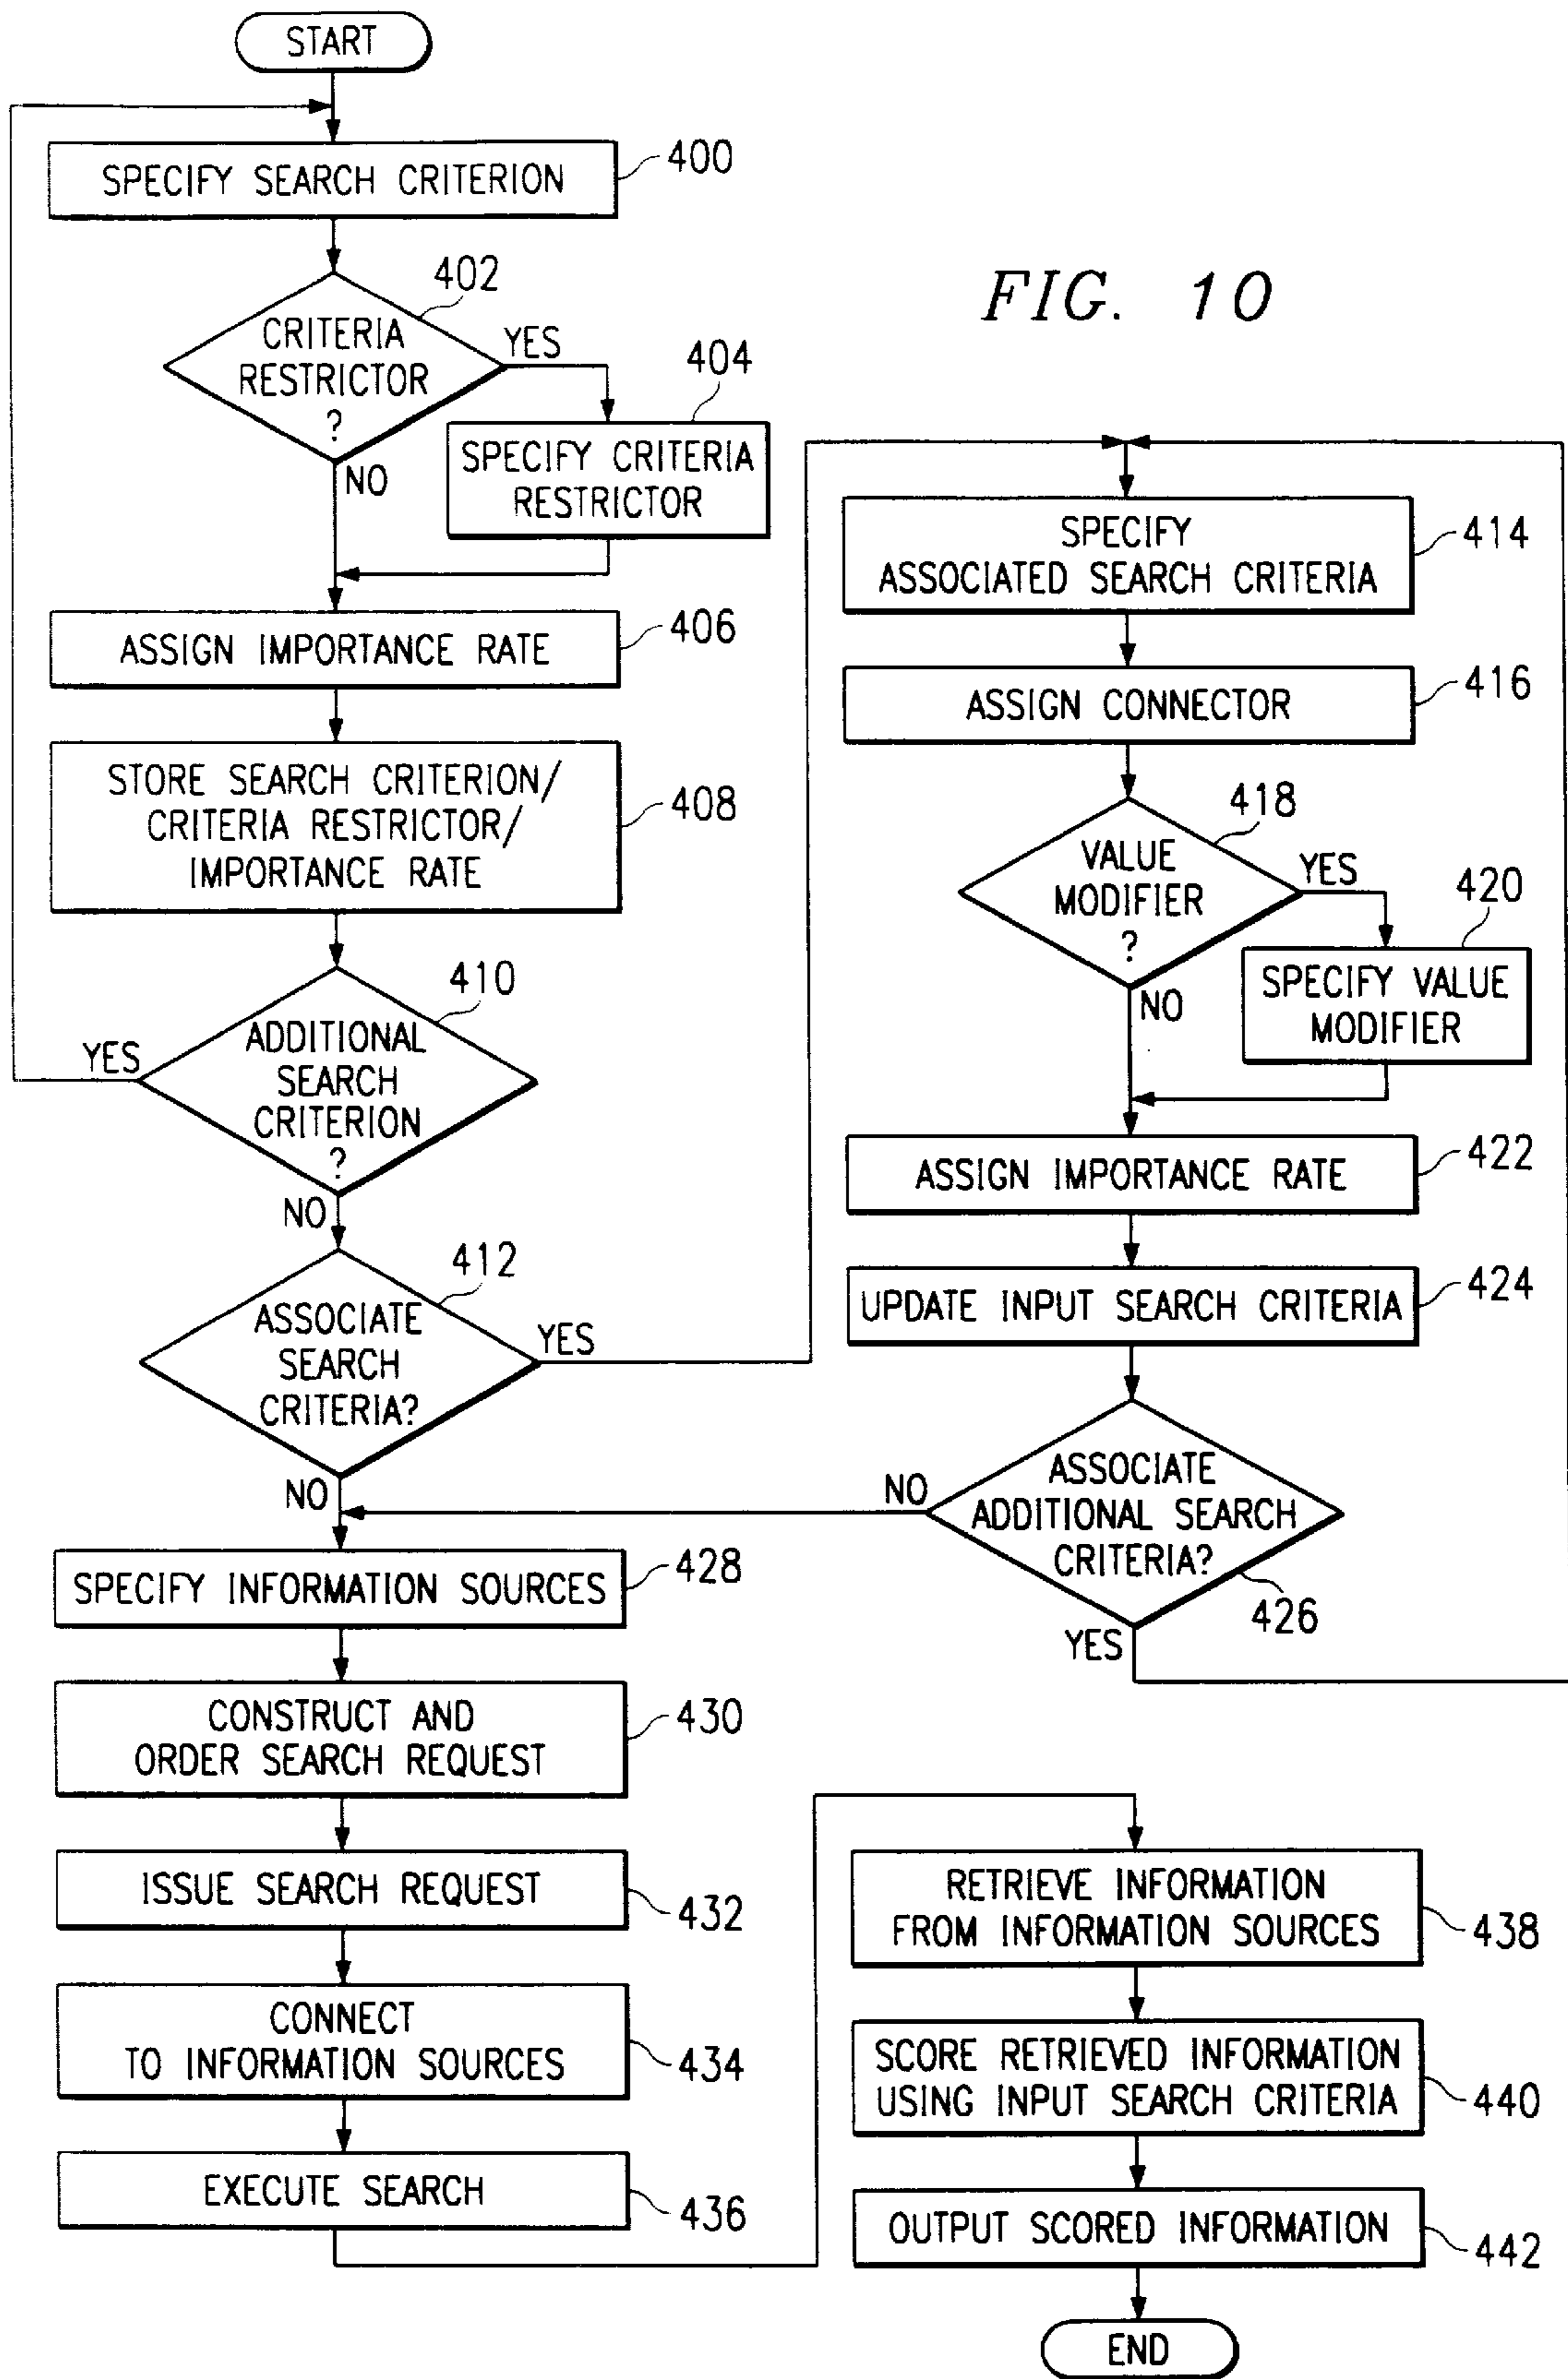 START
SPECIFY SEARCH CRITERION
400
402
CRITERIA
RESTRICTOR
?
YES
NO
404
SPECIFY CRITERIA
RESTRICTOR
ASSIGN IMPORTANCE RATE
406
STORE SEARCH CRITERION/
CRITERIA RESTRICTOR/
IMPORTANCE RATE
408
410
ADDITIONAL
SEARCH
CRITERION
?
YES
NO
412
ASSOCIATE
SEARCH
CRITERIA?
YES
NO
FIG. 10
SPECIFY
ASSOCIATED SEARCH CRITERIA
414
ASSIGN CONNECTOR
416
418
VALUE
MODIFIER
?
YES
NO
420
SPECIFY VALUE
MODIFIER
ASSIGN IMPORTANCE RATE
422
UPDATE INPUT SEARCH CRITERIA
424
ASSOCIATE
ADDITIONAL SEARCH
CRITERIA?
NO
YES
426
SPECIFY INFORMATION SOURCES
428
CONSTRUCT AND
ORDER SEARCH REQUEST
430
ISSUE SEARCH REQUEST
432
CONNECT
TO INFORMATION SOURCES
434
EXECUTE SEARCH
436
RETRIEVE INFORMATION
FROM INFORMATION SOURCES
438
SCORE RETRIEVED INFORMATION
USING INPUT SEARCH CRITERIA
440
OUTPUT SCORED INFORMATION
442
END